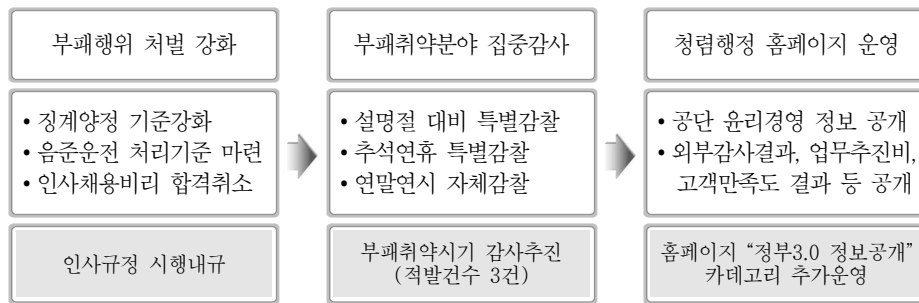 부패행위 처벌 강화
• 징계양정 기준강화
• 음주운전 처리기준 마련
• 인사채용비리 합격취소
인사규정 시행내규
부패취약분야 집중감사
• 설명절 대비 특별감찰
• 추석연휴 특별감찰
• 연말연시 자체감찰
부패취약시기 감사추진
(적발건수 3건)
청렴행정 홈페이지 운영
• 공단 윤리경영 정보 공개
• 외부감사결과, 업무추진비,
고객만족도 결과 등 공개
홈페이지 “정부3.0 정보공개”
카데고리 추가운영